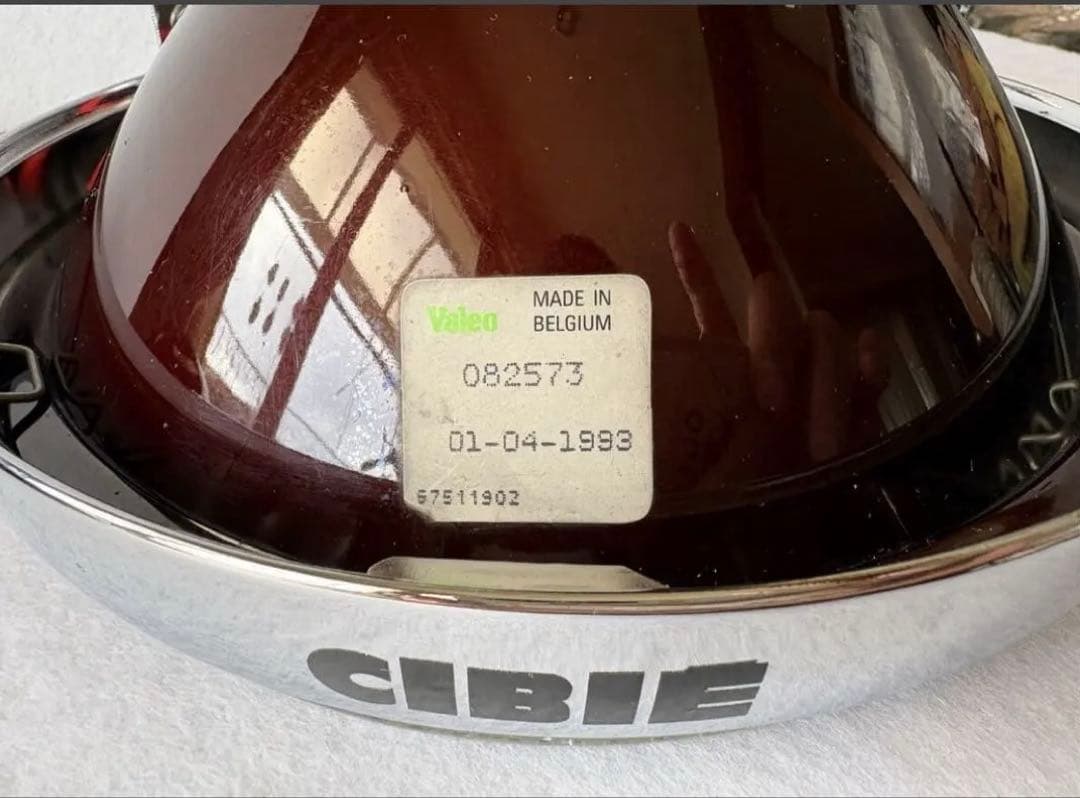 Valeo MADE IN
BELGIUM
082573
01-04-1993
67511902
CIBIE